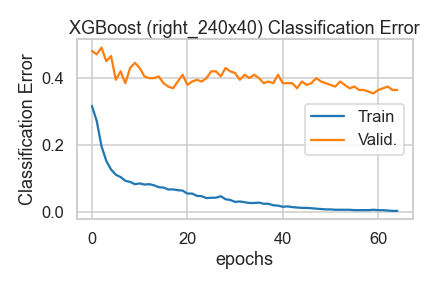 XGBoost (right_240x40) Classification Error
Classification Error
0.4
0.2
0.0
Train
Valid.
0
20
40
60
epochs